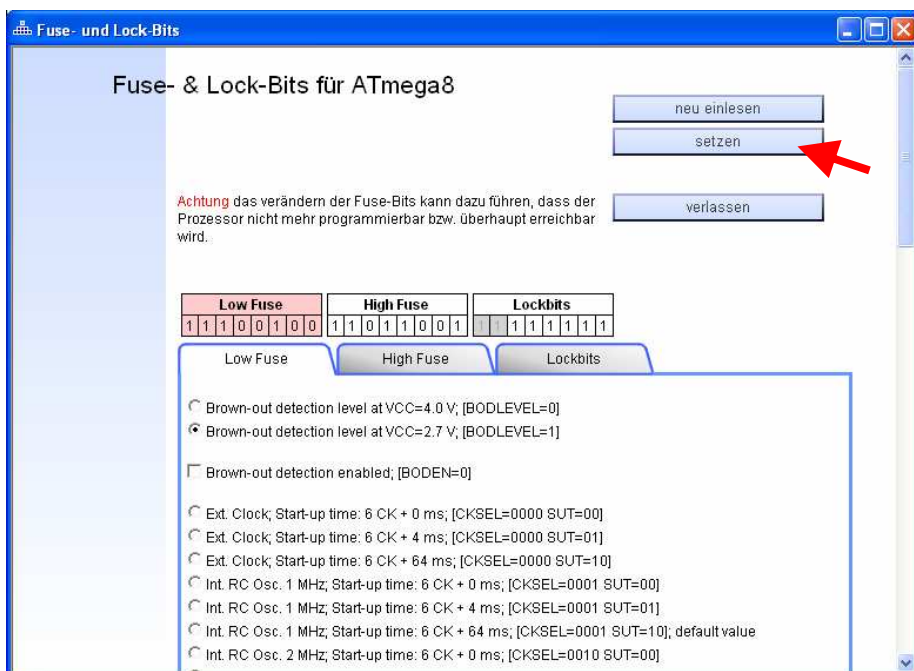 Fuse- und Lock-Bits
Fuse- & Lock-Bits für ATmega8
neu einlesen
setzen
Achtung das verändern der Fuse-Bits kann dazu führen, dass der
Prozessor nicht mehr programmierbar bzw. überhaupt erreichbar
wird.
verlassen
Low Fuse High Fuse Lockbits
1 1 1 0 0 1 0 0 1 1 0 1 1 0 0 1 1 1 1 1 1 1 1 1
Low Fuse High Fuse Lockbits
Brown-out detection level at VCC=4.0 V; [BODLEVEL=0]
Brown-out detection level at VCC=2.7 V; [BODLEVEL=1]
Brown-out detection enabled; [BODEN=0]
Ext. Clock; Start-up time: 6 CK + 0 ms; [CKSEL=0000 SUT=00]
Ext. Clock; Start-up time: 6 CK + 4 ms; [CKSEL=0000 SUT=01]
Ext. Clock; Start-up time: 6 CK + 64 ms; [CKSEL=0000 SUT=10]
Int. RC Osc. 1 MHz; Start-up time: 6 CK + 0 ms; [CKSEL=0001 SUT=00]
Int. RC Osc. 1 MHz; Start-up time: 6 CK + 4 ms; [CKSEL=0001 SUT=01]
Int. RC Osc. 1 MHz; Start-up time: 6 CK + 64 ms; [CKSEL=0001 SUT=10]; default value
Int. RC Osc. 2 MHz; Start-up time: 6 CK + 0 ms; [CKSEL=0010 SUT=00]